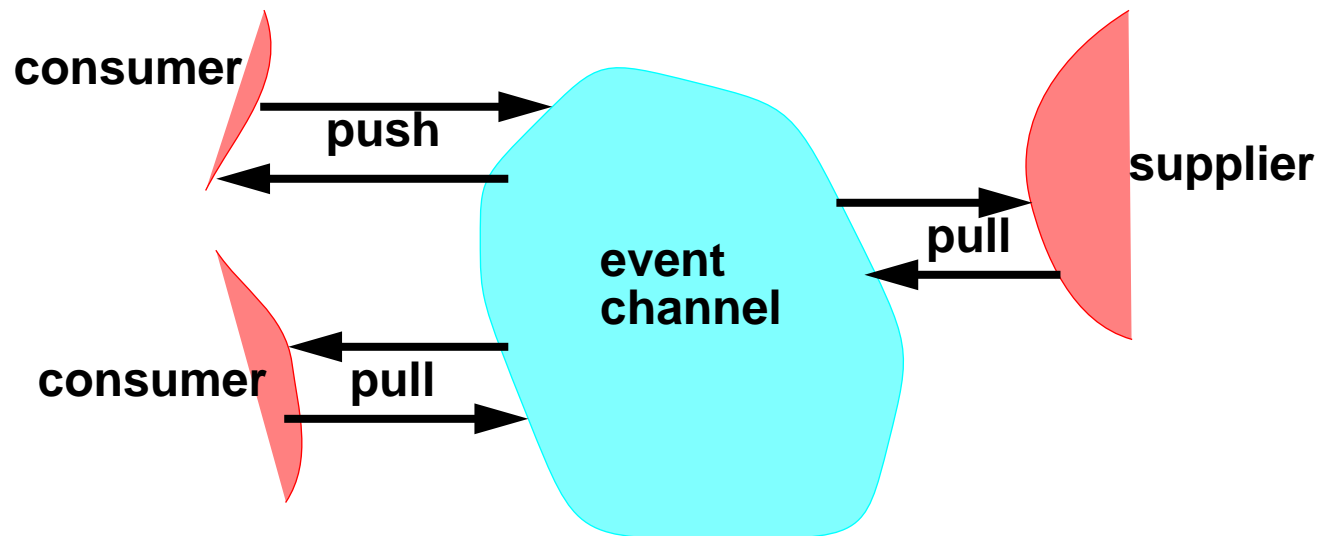 consumer
push
supplier
pull
event
channel
consumer
pull